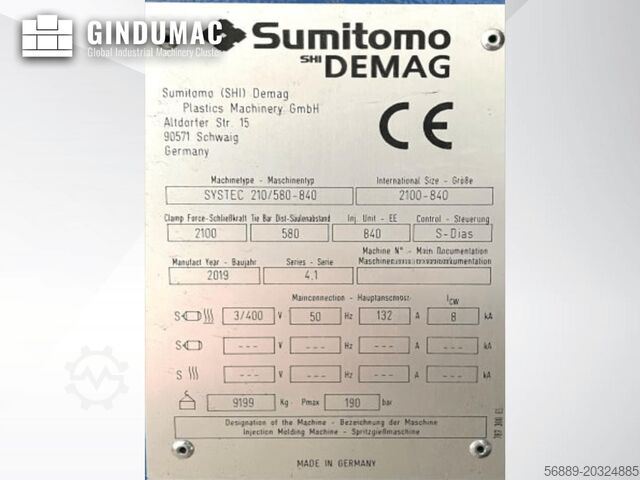 GINDUMAC
Global Industrial Machinery Cluster
Sumitomo
SHI DEMAG
Sumitomo (SHI) Demag
Plastics Machinery GmbH
Altdorfer Str. 15
90571 Schwaig
Germany
CE
Machinetype - Maschinentyp International Size - Größe
SYSTEC 210/580-840 2100-840
Clamp Force-Schließkraft Tie Bar Dist-Säulenabstand Inj. Unit - EE Control - Steuerung
2100 580 840 S-Dias
Machine N° - Main Documentation
Manufact Year - Baujahr Series - Serie
2019 4.1
Mainconnection - Hauptanschluss Icw
S 3/400 V 50 Hz 132 A 8 kA
S --- V --- Hz --- A --- kA
S --- V --- Hz --- A --- kA
9199 Kg Pmax 190 bar
Designation of the Machine - Bezeichnung der Maschine
Injection Molding Machine - Spritzgießmaschine
MADE IN GERMANY
56889-20324885